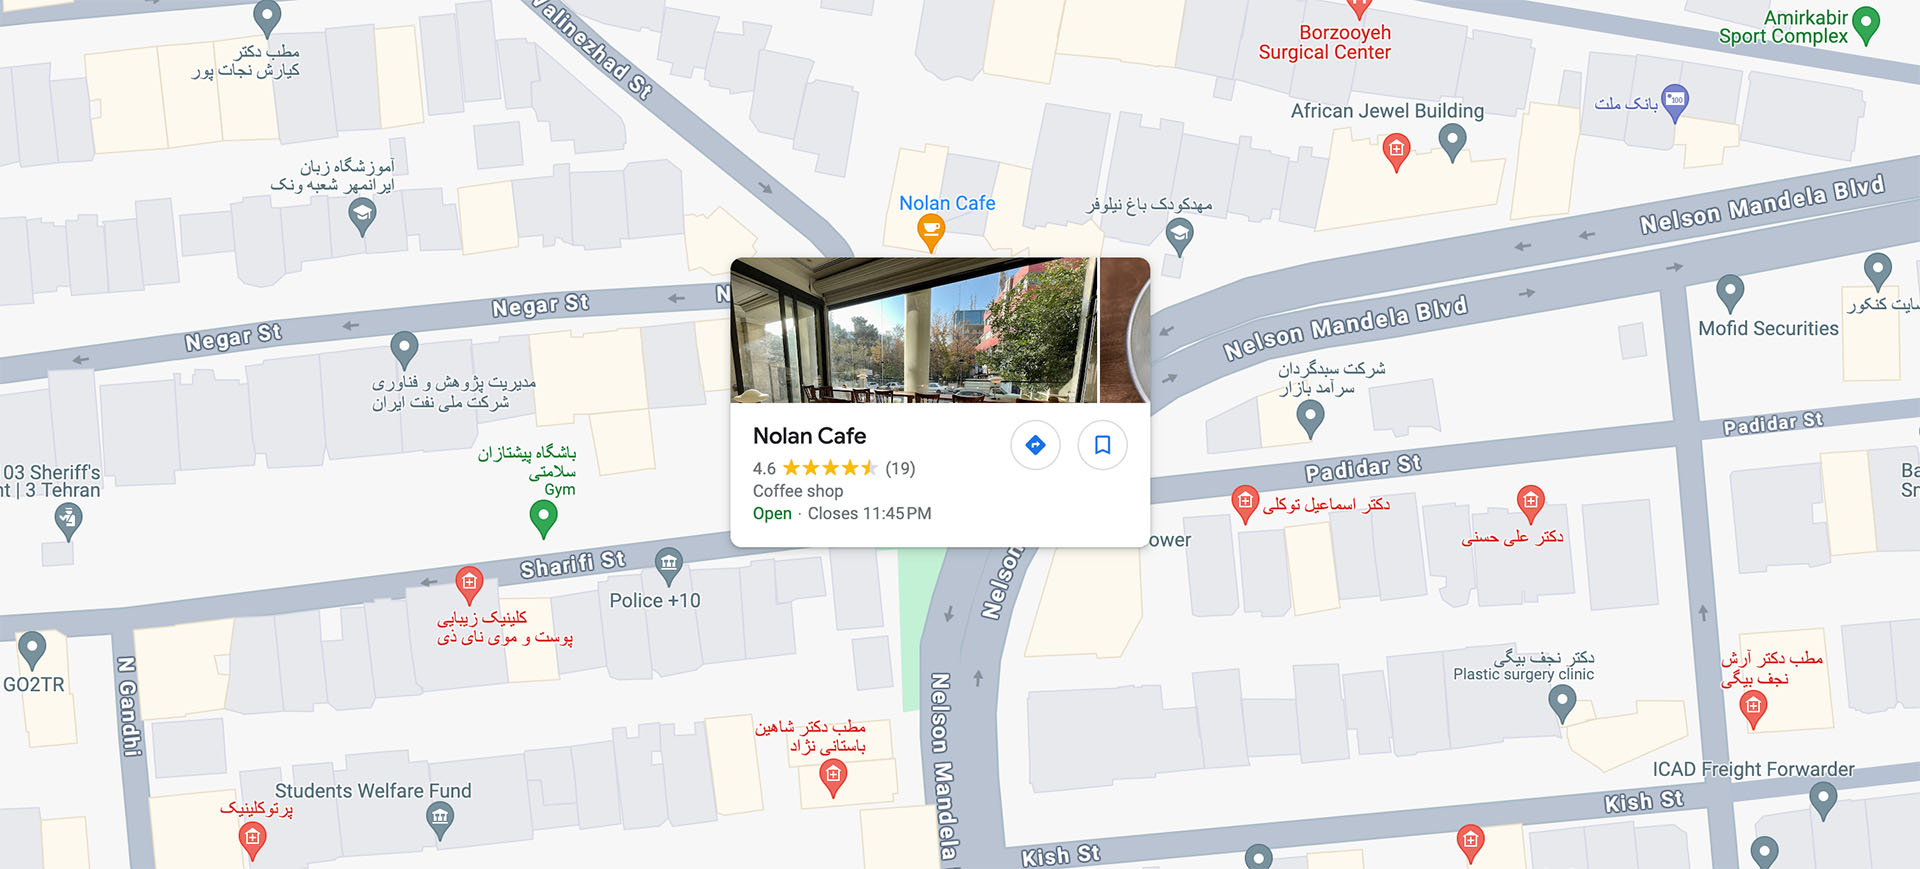 مطب دکتر
کیارش نجات پور
Valinezhad St
Borzooyeh
Surgical Center
Amirkabir
Sport Complex
African Jewel Building
بانک ملت
100
آموزشگاه زبان
ایرانمهر شعبه ونک
Nolan Cafe
مهدکودک باغ نیلوفر
Nelson Mandela Blvd
Negar St
Negar St
N
Nelson Mandela Blvd
Mofid Securities
سایت کنکور
مدیریت پژوهش و فناوری
شرکت ملی نفت ایران
شرکت سبدگردان
سرآمد بازار
Nolan Cafe
4.6 (19)
Coffee shop
Open · Closes 11:45 PM
باشگاه پیشتازان
سلامتی
Gym
03 Sheriff's
nt | 3 Tehran
Padidar St
Padidar St
Ba
Sr
دکتر اسماعیل توکلی
دکتر علی حسنی
ower
Sharifi St
Police +10
Nelson
کلینیک زیبایی
پوست و موی نای ذی
GO2TR
N Gandhi
دکتر نجف بیگی
Plastic surgery clinic
مطب دکتر آرش
نجف بیگی
Nelson Mandela
مطب دکتر شاهین
باستانی نژاد
Students Welfare Fund
پرتوکلینیک
ICAD Freight Forwarder
Kish St
Kish St